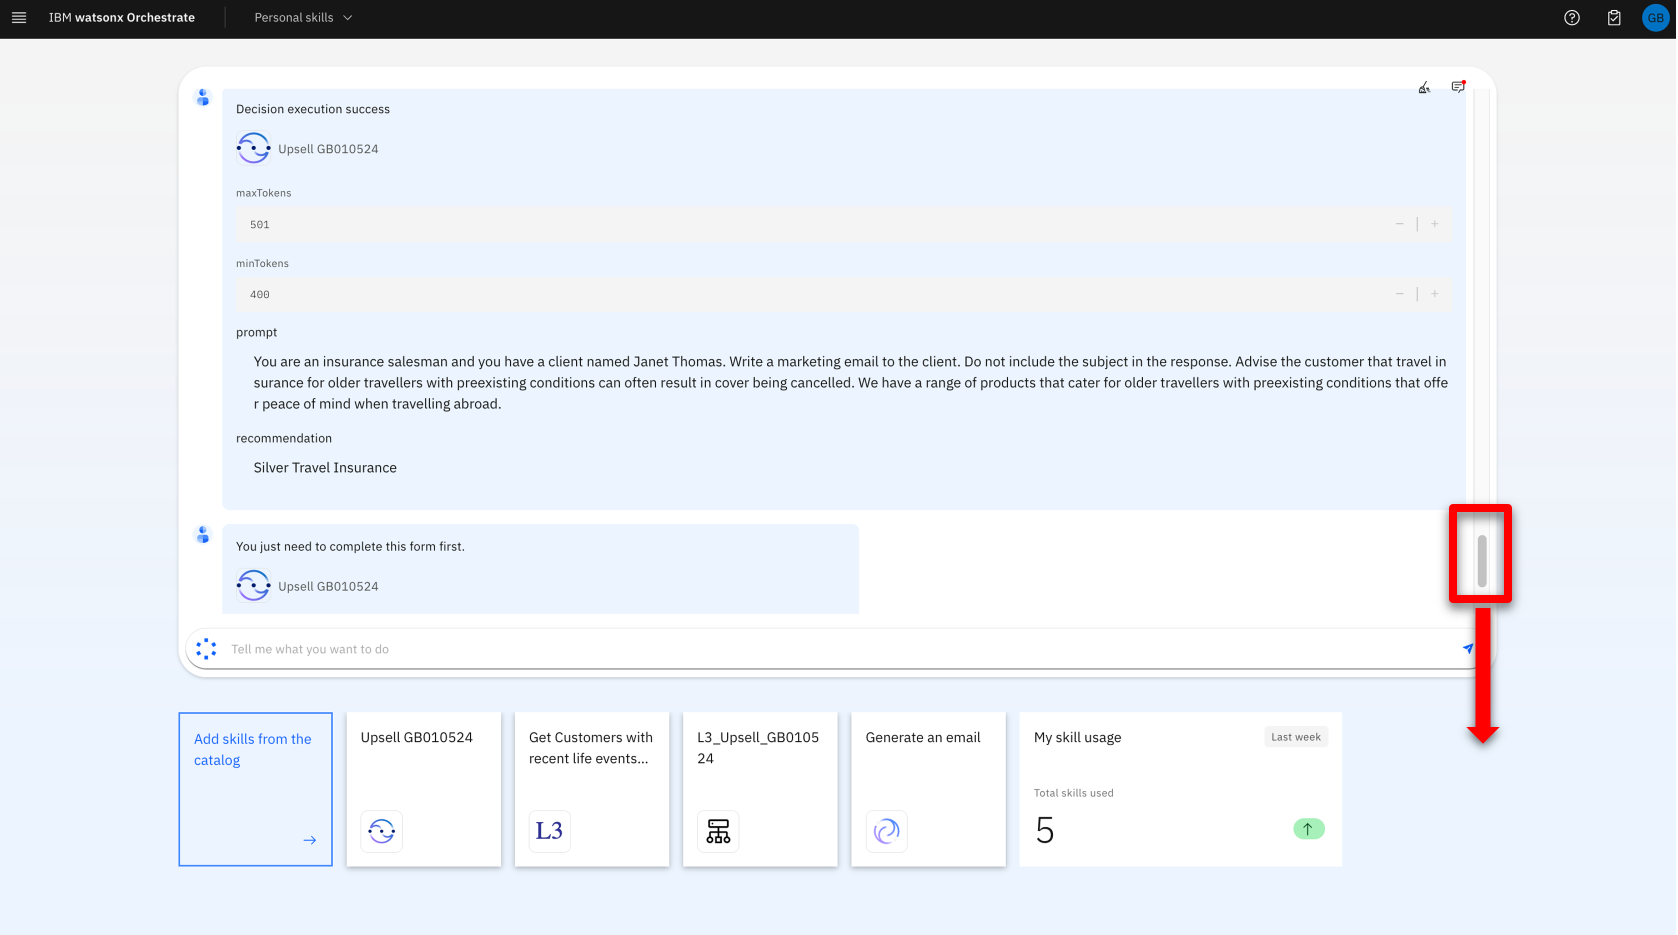 IBM watsonx Orchestrate
Personal skills
GB
Decision execution success
Upsell GB010524
maxTokens
501
minTokens
400
prompt
You are an insurance salesman and you have a client named Janet Thomas. Write a marketing email to the client. Do not include the subject in the response. Advise the customer that travel in
surance for older travellers with preexisting conditions can often result in cover being cancelled. We have a range of products that cater for older travellers with preexisting conditions that offe
r peace of mind when travelling abroad.
recommendation
Silver Travel Insurance
You just need to complete this form first.
Upsell GB010524
Tell me what you want to do
Add skills from the
catalog
Upsell GB010524
Get Customers with
recent life events...
L3
L3_Upsell_GB0105
24
Generate an email
My skill usage
Last week
Total skills used
5